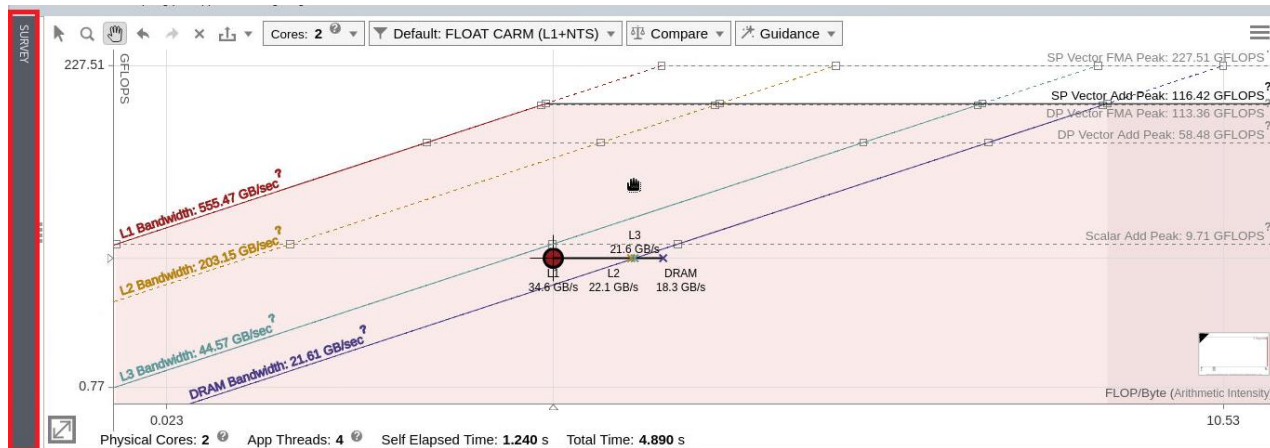 SURVEY
Cores: 2 ?
Default: FLOAT CARM (L1+NTS)
Compare
Guidance
227.51
GFLOPS
SP Vector FMA Peak: 227.51 GFLOPS
SP Vector Add Peak: 116.42 GFLOPS ?
DP Vector FMA Peak: 113.36 GFLOPS
DP Vector Add Peak: 58.48 GFLOPS ?
L1 Bandwidth: 555.47 GB/sec ?
Scalar Add Peak: 9.71 GFLOPS ?
L2 Bandwidth: 203.15 GB/sec ?
L3
21.6 GB/s
L1 L2 DRAM
34.6 GB/s 22.1 GB/s 18.3 GB/s
L3 Bandwidth: 44.57 GB/sec ?
DRAM Bandwidth: 21.61 GB/sec ?
0.77
FLOP/Byte (Arithmetic Intensity
0.023 10.53
Physical Cores: 2 ? App Threads: 4 ? Self Elapsed Time: 1.240 s Total Time: 4.890 s